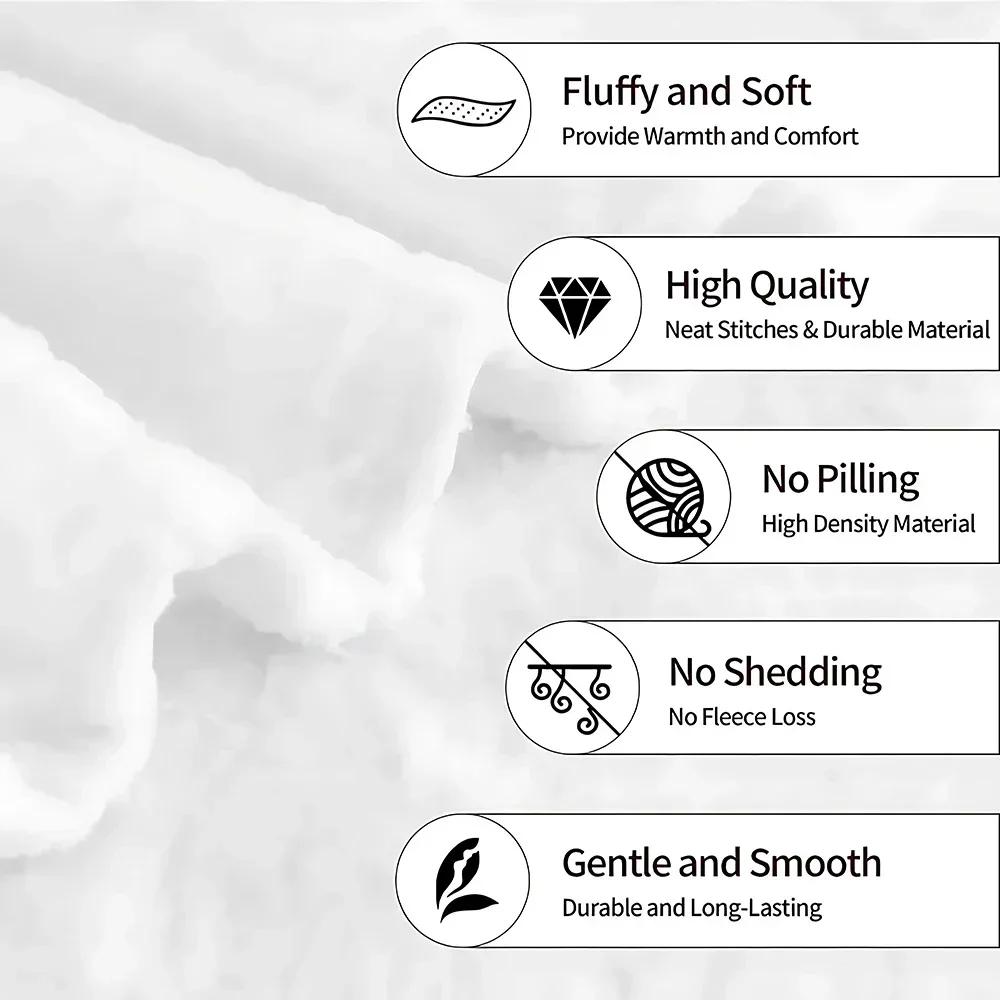 Fluffy and Soft
Provide Warmth and Comfort
High Quality
Neat Stitches & Durable Material
No Pilling
High Density Material
No Shedding
No Fleece Loss
Gentle and Smooth
Durable and Long-Lasting